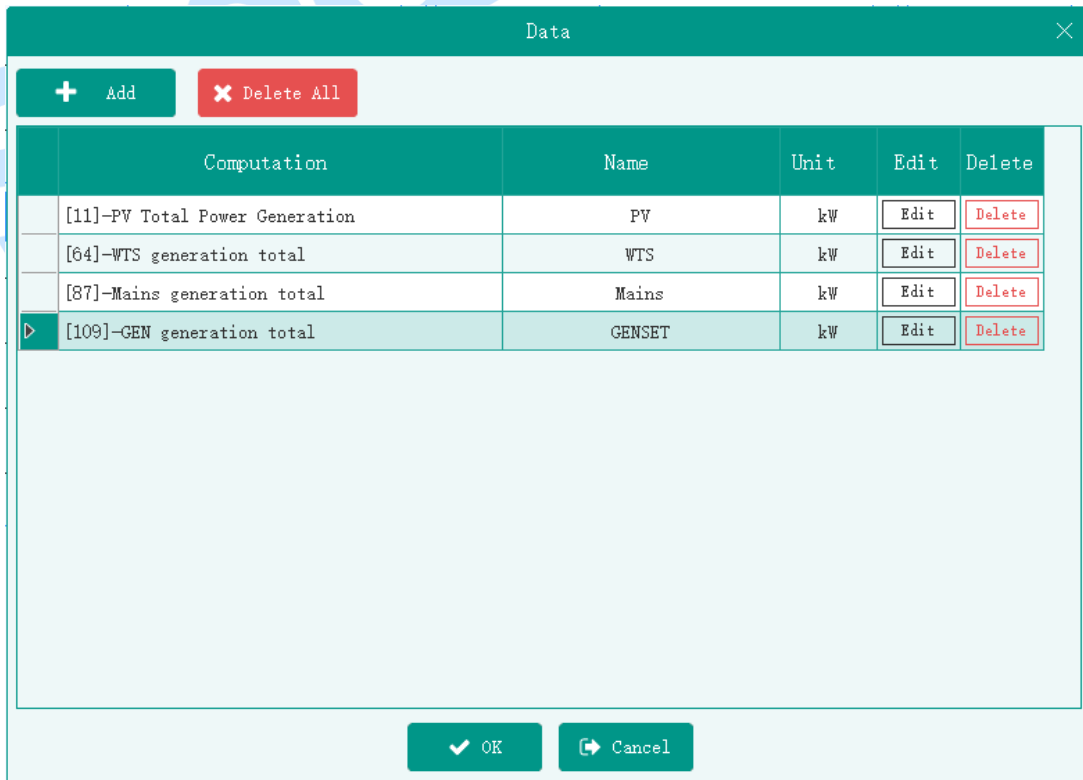 Data
Add Delete All
Computation Name Unit Edit Delete
[11]-PV Total Power Generation PV kW Edit Delete
[64]-WTS generation total WTS kW Edit Delete
[87]-Mains generation total Mains kW Edit Delete
[109]-GEN generation total GENSET kW Edit Delete
OK Cancel